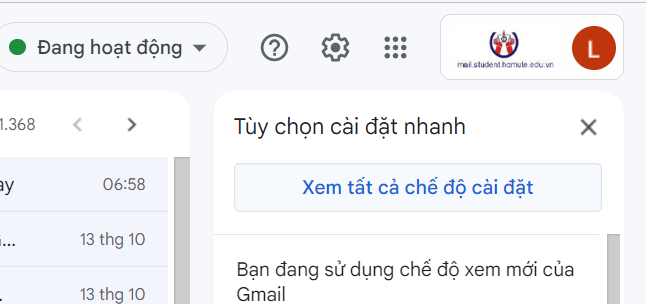 Đang hoạt động
mail.student.hcmute.edu.vn
L
1.368
Tùy chọn cài đặt nhanh
Xem tất cả chế độ cài đặt
ay
06:58
...
13 thg 10
13 thg 10
Bạn đang sử dụng chế độ xem mới của
Gmail